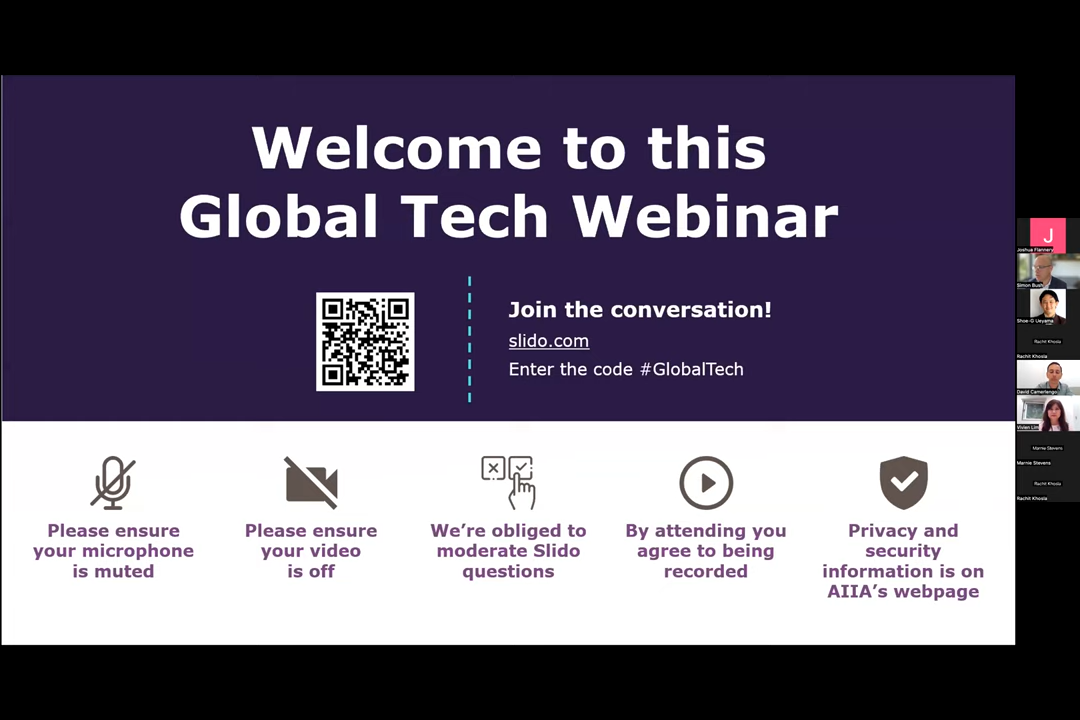 Welcome to this
Global Tech Webinar
Join the conversation!
slido.com
Enter the code #GlobalTech
Please ensure
your microphone
is muted
Please ensure
your video
is off
We're obliged to
moderate Slido
questions
By attending you
agree to being
recorded
Privacy and
security
information is on
AIIA's webpage
J
Joshua Flannery
Simon Bush
Shoe-G Ueyama
Rachit Khosla
Rachit Khosla
David Camerlengo
Vivien Lim
Marnie Stevens
Marnie Stevens
Rachit Khosla
Rachit Khosla